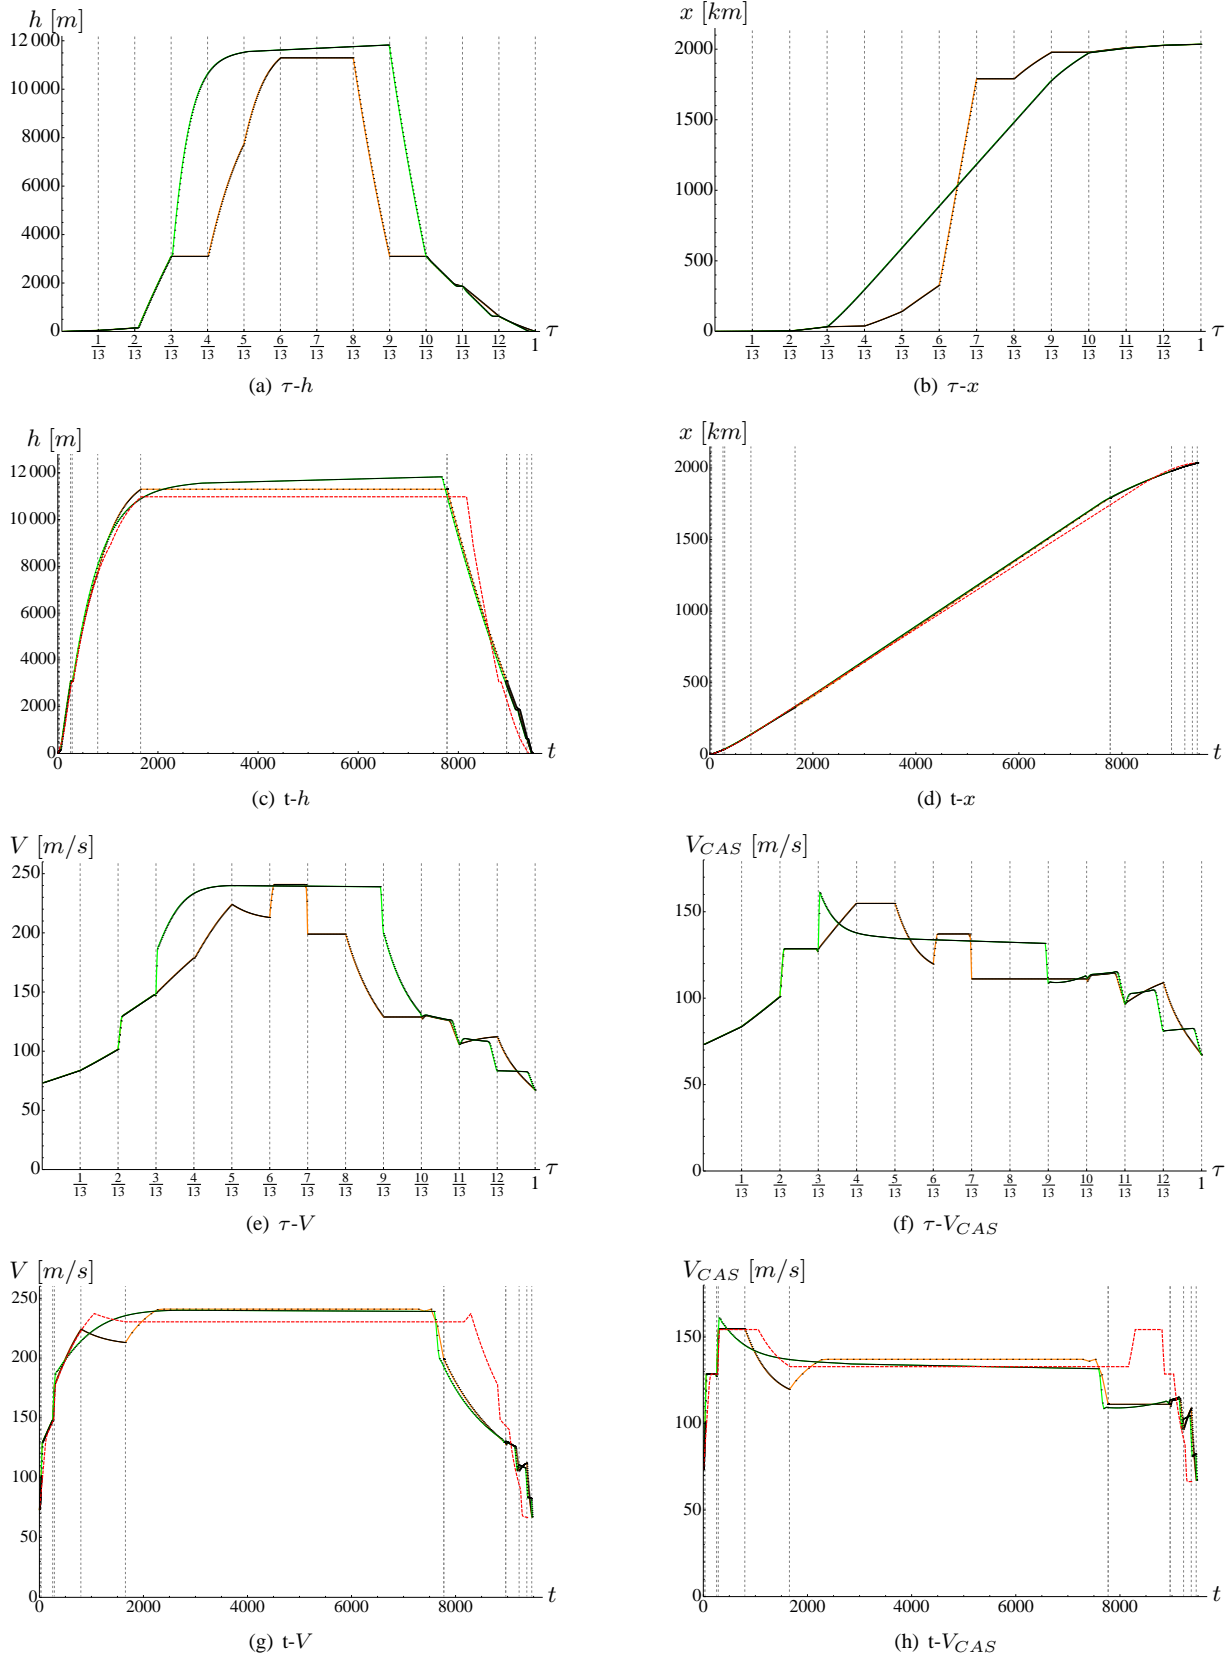 h [m]
12 000
10 000
8000
6000
4000
2000
0
1/13 2/13 3/13 4/13 5/13 6/13 7/13 8/13 9/13 10/13 11/13 12/13 1 τ
(a) τ-h
x [km]
2000
1500
1000
500
0
1/13 2/13 3/13 4/13 5/13 6/13 7/13 8/13 9/13 10/13 11/13 12/13 1 τ
(b) τ-x
h [m]
12 000
10 000
8000
6000
4000
2000
0
0 2000 4000 6000 8000 t
(c) t-h
x [km]
2000
1500
1000
500
0
0 2000 4000 6000 8000 t
(d) t-x
V [m/s]
250
200
150
100
50
0
1/13 2/13 3/13 4/13 5/13 6/13 7/13 8/13 9/13 10/13 11/13 12/13 1 τ
(e) τ-V
V_CAS [m/s]
150
100
50
0
1/13 2/13 3/13 4/13 5/13 6/13 7/13 8/13 9/13 10/13 11/13 12/13 1 τ
(f) τ-V_CAS
V [m/s]
250
200
150
100
50
0
0 2000 4000 6000 8000 t
(g) t-V
V_CAS [m/s]
150
100
50
0
0 2000 4000 6000 8000 t
(h) t-V_CAS